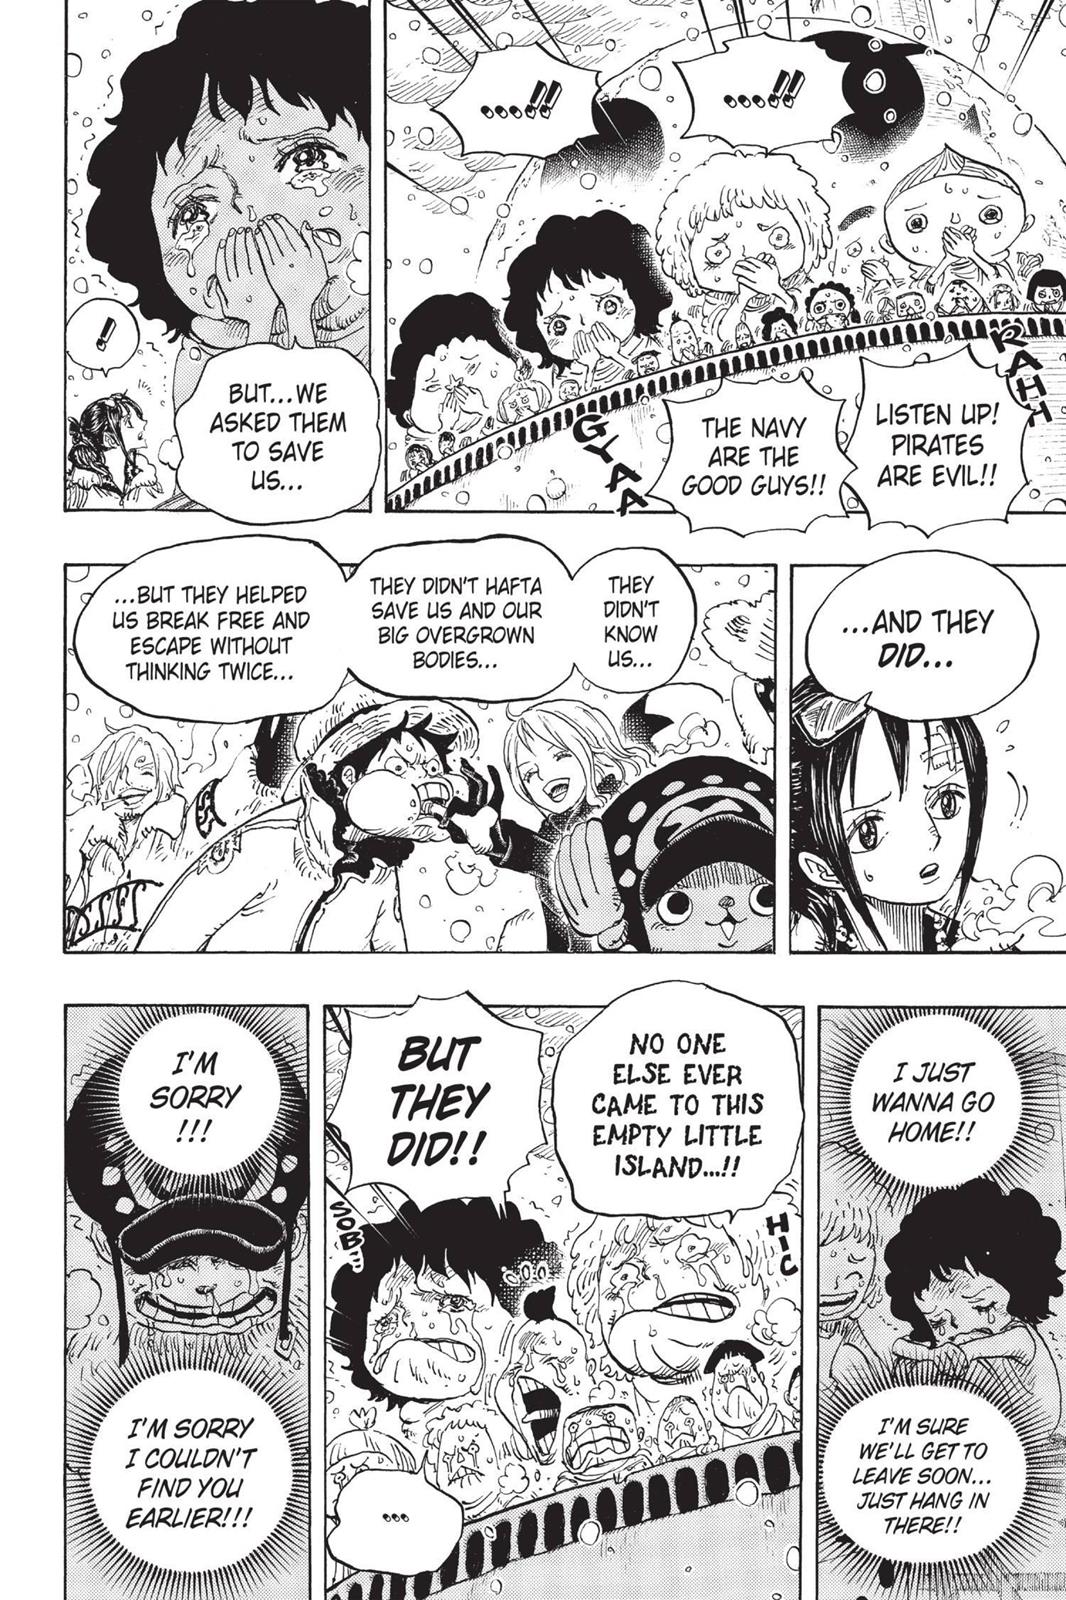 ....!!
....!!
RAHH
LISTEN UP!
PIRATES
ARE EVIL!!
THE NAVY
ARE THE
GOOD GUYS!!
GYAA
BUT...WE
ASKED THEM
TO SAVE
US...
!
...AND THEY
DID...
THEY
DIDN'T
KNOW
US...
THEY DIDN'T HAFTA
SAVE US AND OUR
BIG OVERGROWN
BODIES...
...BUT THEY HELPED
US BREAK FREE AND
ESCAPE WITHOUT
THINKING TWICE...
I JUST
WANNA GO
HOME!!
I'M SURE
WE'LL GET TO
LEAVE SOON...
JUST HANG IN
THERE!!
NO ONE
ELSE EVER
CAME TO THIS
EMPTY LITTLE
ISLAND...!!
HIC
BUT
THEY
DID!!
SOB...
...
I'M
SORRY
!!!
I'M SORRY
I COULDN'T
FIND YOU
EARLIER!!!